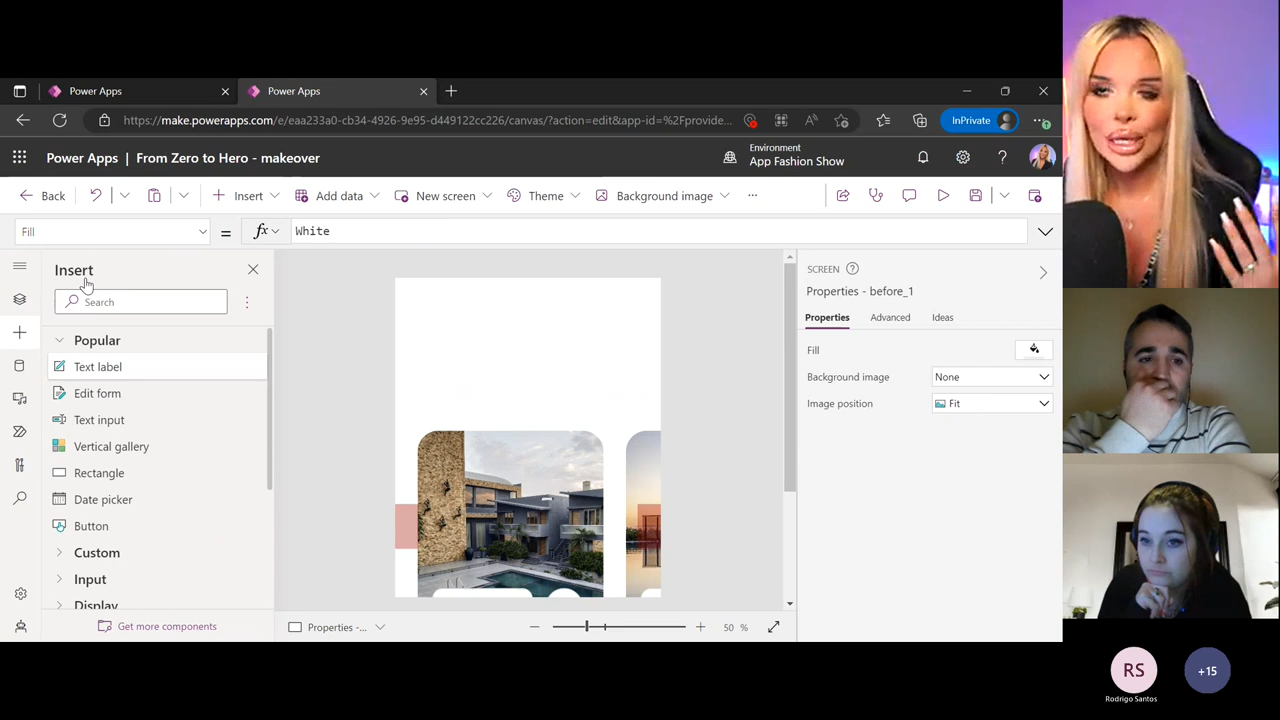 Power Apps
Power Apps
https://make.powerapps.com/e/eaa233a0-cb34-4926-9e95-d449122cc226/canvas/?action=edit&app-id=%2Fprovide...
InPrivate
Power Apps | From Zero to Hero - makeover
Environment
App Fashion Show
Back
Insert
Add data
New screen
Theme
Background image
Fill
=
fx
White
Insert
Search
Popular
Text label
Edit form
Text input
Vertical gallery
Rectangle
Date picker
Button
Custom
Input
Display
Get more components
SCREEN
Properties - before_1
Properties
Advanced
Ideas
Fill
Background image
None
Image position
Fit
Properties -...
50 %
RS
Rodrigo Santos
+15